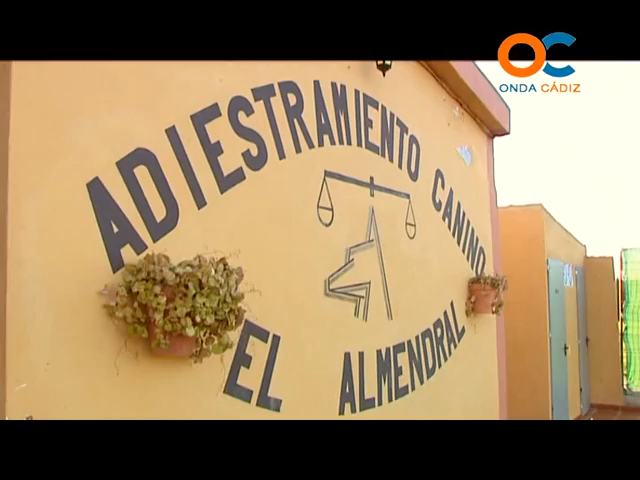 OC
ONDA CÁDIZ
ADIESTRAMIENTO CANINO
EL ALMENDRAL